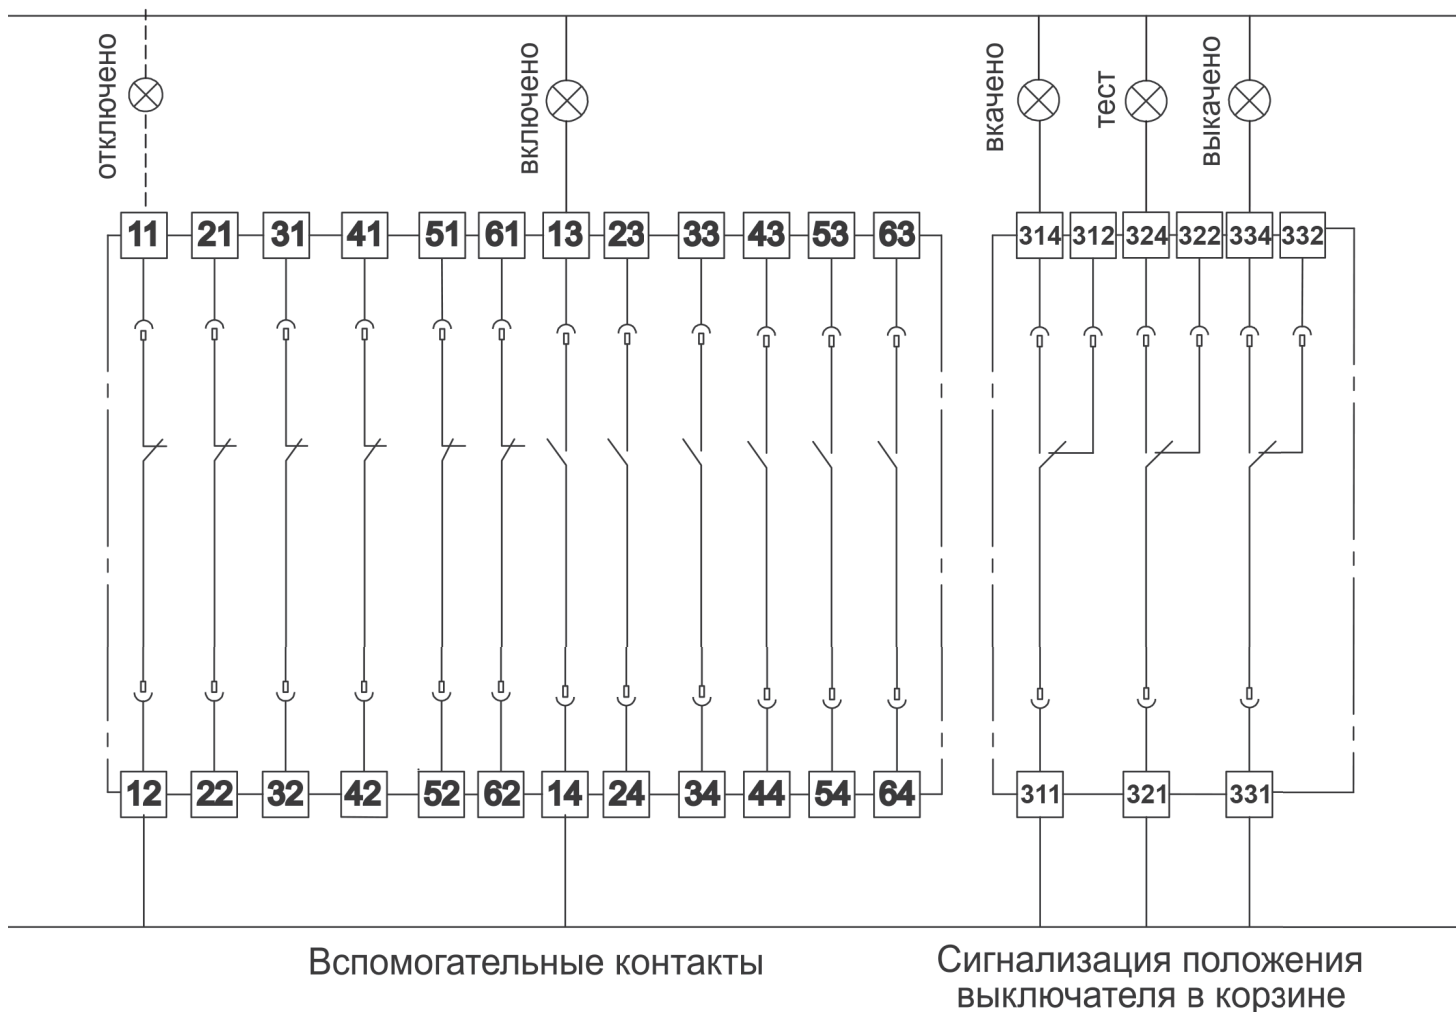 отключено
включено
вкачено
тест
выкачено
11 21 31 41 51 61 13 23 33 43 53 63
314 312 324 322 334 332
12 22 32 42 52 62 14 24 34 44 54 64
311 321 331
Вспомогательные контакты
Сигнализация положения
выключателя в корзине